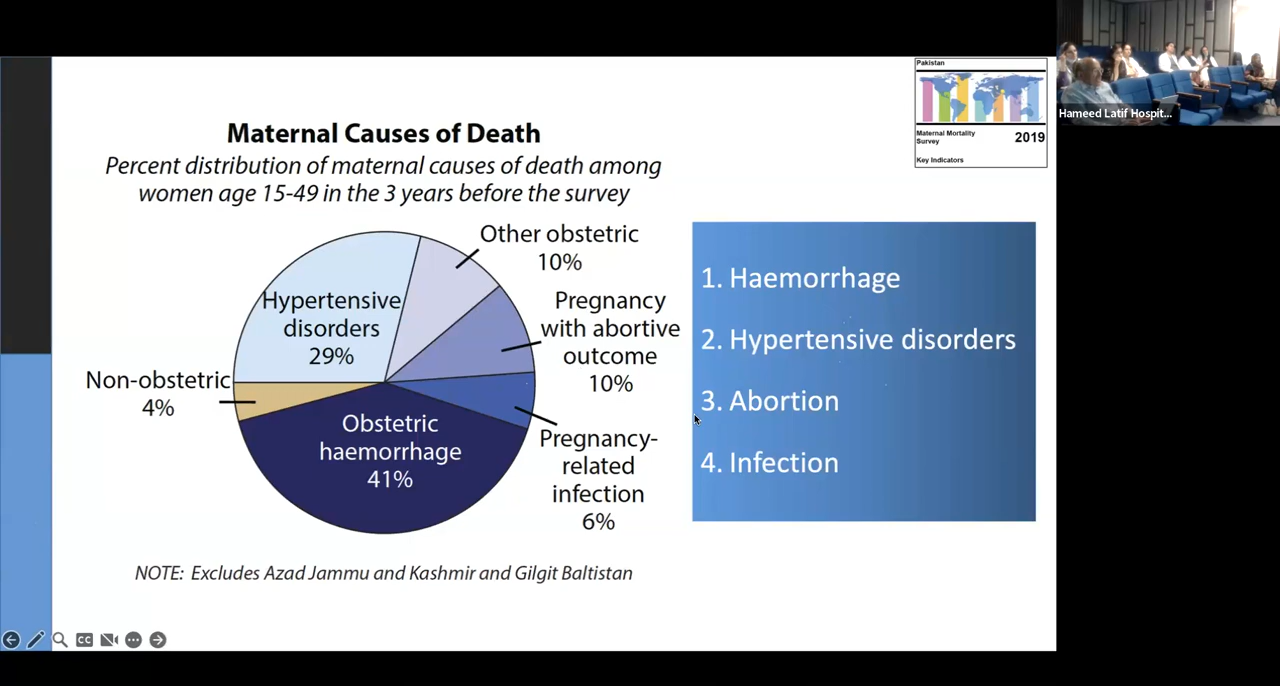 Pakistan
Maternal Mortality
Survey
2019
Key Indicators
Hameed Latif Hospit...
Maternal Causes of Death
Percent distribution of maternal causes of death among
women age 15-49 in the 3 years before the survey
Other obstetric
10%
Hypertensive
disorders
29%
Pregnancy
with abortive
outcome
10%
Non-obstetric
4%
Obstetric
haemorrhage
41%
Pregnancy-
related
infection
6%
NOTE: Excludes Azad Jammu and Kashmir and Gilgit Baltistan
1. Haemorrhage
2. Hypertensive disorders
3. Abortion
4. Infection
CC